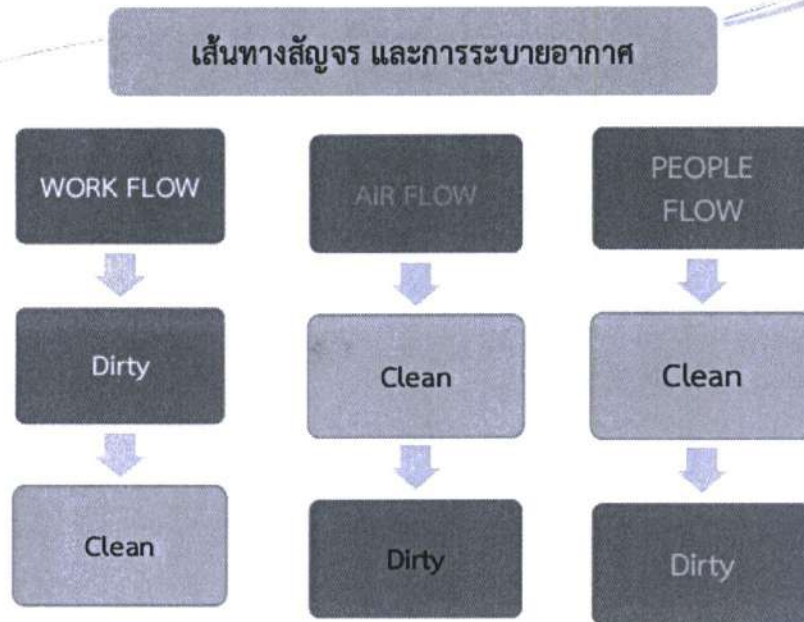 เส้นทางสัญจร และการระบายอากาศ
WORK FLOW
Dirty
Clean
AIR FLOW
Clean
Dirty
PEOPLE
FLOW
Clean
Dirty